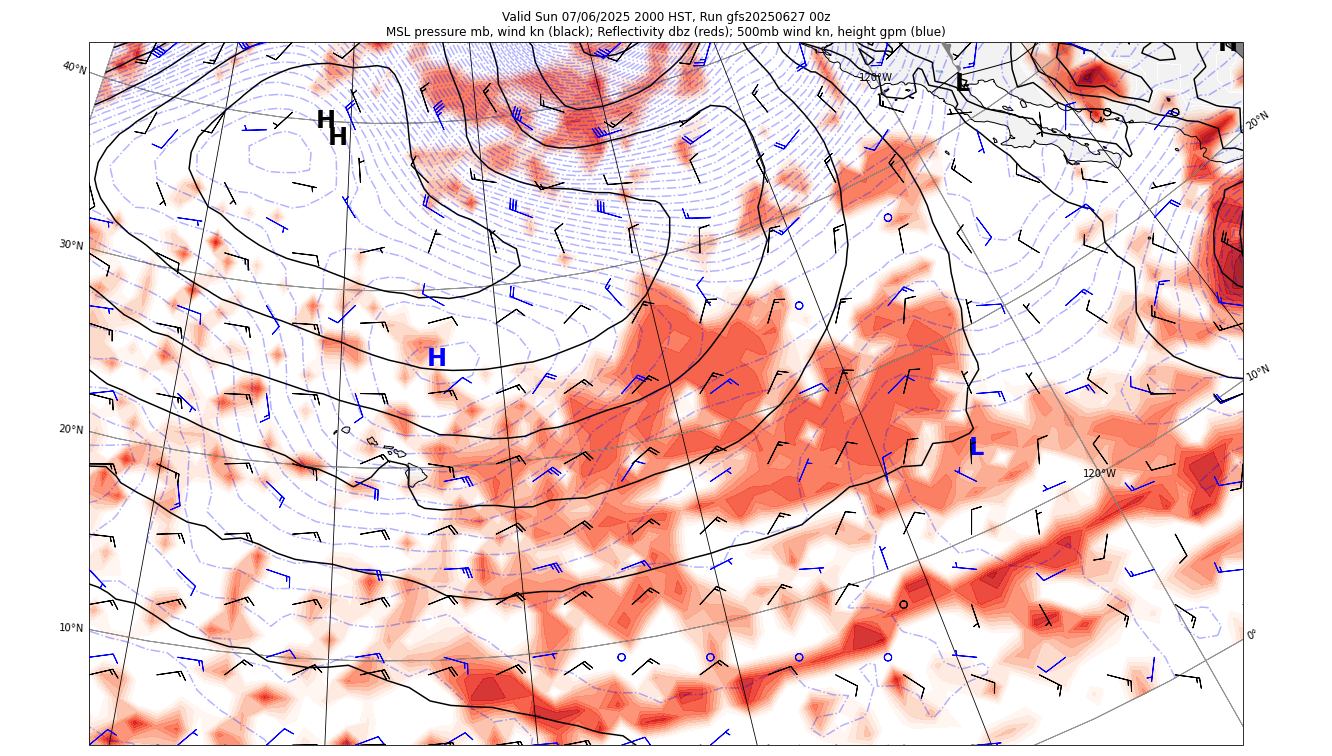 Valid Sun 07/06/2025 2000 HST, Run gfs20250627 00z
MSL pressure mb, wind kn (black); Reflectivity dbz (reds); 500mb wind kn, height gpm (blue)
H
40°N
120°W
L
H
H
20°N
30°N
H
10°N
20°N
L
120°W
10°N
0°